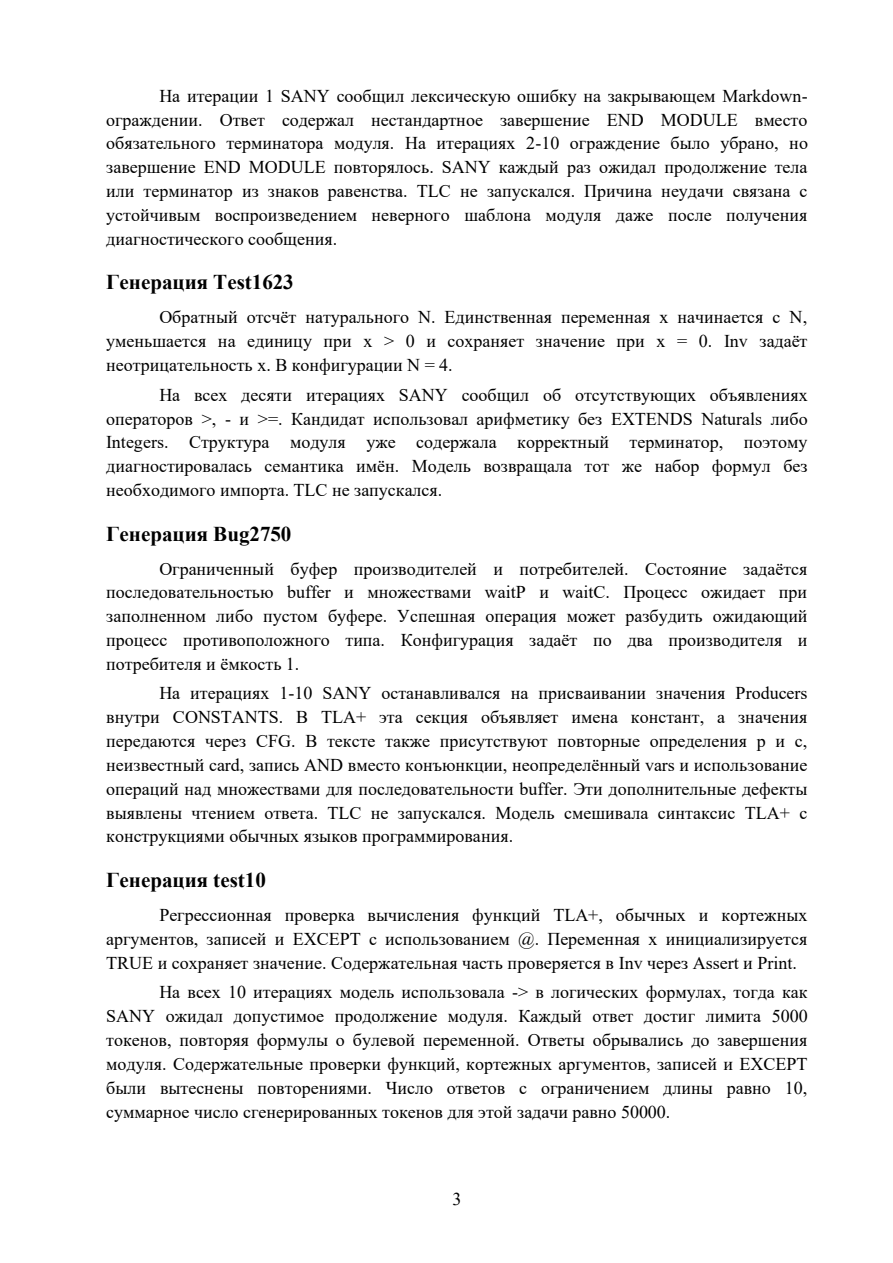 На итерации 1 SANY сообщил лексическую ошибку на закрывающем Markdown-
ограждении. Ответ содержал нестандартное завершение END MODULE вместо
обязательного терминатора модуля. На итерациях 2-10 ограждение было убрано, но
завершение END MODULE повторялось. SANY каждый раз ожидал продолжение тела
или терминатор из знаков равенства. TLC не запускался. Причина неудачи связана с
устойчивым воспроизведением неверного шаблона модуля даже после получения
диагностического сообщения.
Генерация Test1623
Обратный отсчёт натурального N. Единственная переменная x начинается с N,
уменьшается на единицу при x > 0 и сохраняет значение при x = 0. Inv задаёт
неотрицательность x. В конфигурации N = 4.
На всех десяти итерациях SANY сообщил об отсутствующих объявлениях
операторов >, - и >=. Кандидат использовал арифметику без EXTENDS Naturals либо
Integers. Структура модуля уже содержала корректный терминатор, поэтому
диагностировалась семантика имён. Модель возвращала тот же набор формул без
необходимого импорта. TLC не запускался.
Генерация Bug2750
Ограниченный буфер производителей и потребителей. Состояние задаётся
последовательностью buffer и множествами waitP и waitC. Процесс ожидает при
заполненном либо пустом буфере. Успешная операция может разбудить ожидающий
процесс противоположного типа. Конфигурация задаёт по два производителя и
потребителя и ёмкость 1.
На итерациях 1-10 SANY останавливался на присваивании значения Producers
внутри CONSTANTS. В TLA+ эта секция объявляет имена констант, а значения
передаются через CFG. В тексте также присутствуют повторные определения p и c,
неизвестный card, запись AND вместо конъюнкции, неопределённый vars и использование
операций над множествами для последовательности buffer. Эти дополнительные дефекты
выявлены чтением ответа. TLC не запускался. Модель смешивала синтаксис TLA+ с
конструкциями обычных языков программирования.
Генерация test10
Регрессионная проверка вычисления функций TLA+, обычных и кортежных
аргументов, записей и EXCEPT с использованием @. Переменная x инициализируется
TRUE и сохраняет значение. Содержательная часть проверяется в Inv через Assert и Print.
На всех 10 итерациях модель использовала -> в логических формулах, тогда как
SANY ожидал допустимое продолжение модуля. Каждый ответ достиг лимита 5000
токенов, повторяя формулы о булевой переменной. Ответы обрывались до завершения
модуля. Содержательные проверки функций, кортежных аргументов, записей и EXCEPT
были вытеснены повторениями. Число ответов с ограничением длины равно 10,
суммарное число сгенерированных токенов для этой задачи равно 50000.
3